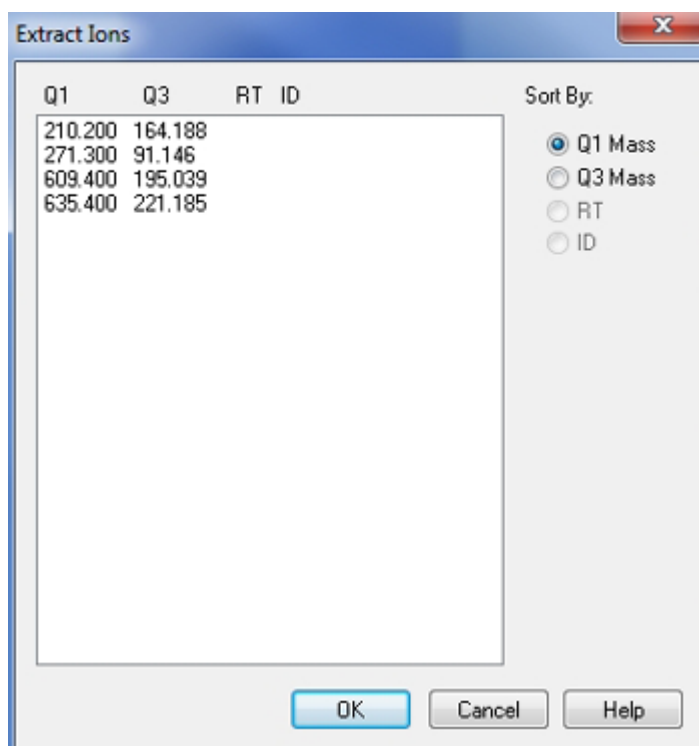 Extract Ions
Q1 Q3 RT ID
210.200 164.188
271.300 91.146
609.400 195.039
635.400 221.185
Sort By:
Q1 Mass
Q3 Mass
RT
ID
OK Cancel Help